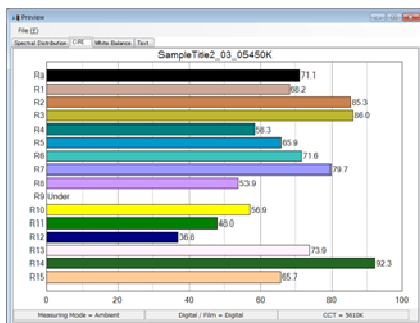 Preview
File (F)
Spectral Distribution CRI White Balance Text
SampleTitle2_03_05450K
Ra 71.1
R1 68.2
R2 85.3
R3 86.0
R4 58.3
R5 65.9
R6 71.6
R7 79.7
R8 53.9
R9 Under
R10 56.9
R11 48.0
R12 36.8
R13 73.9
R14 92.3
R15 65.7
0 20 40 60 80 100
Measuring Mode = Ambient Digital / Film = Digital CCT = 5610K